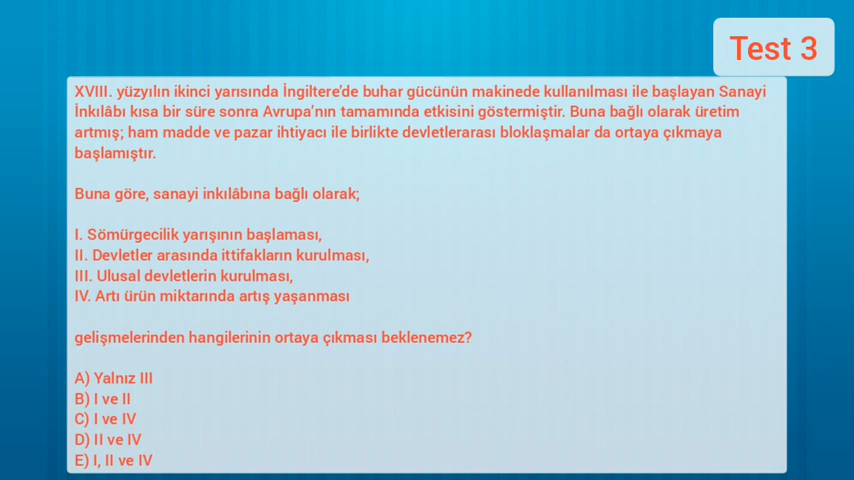 Test 3
XVIII. yüzyılın ikinci yarısında İngiltere’de buhar gücünün makinede kullanılması ile başlayan Sanayi
İnkılâbı kısa bir süre sonra Avrupa’nın tamamında etkisini göstermiştir. Buna bağlı olarak üretim
artmış; ham madde ve pazar ihtiyacı ile birlikte devletlerarası bloklaşmalar da ortaya çıkmaya
başlamıştır.
Buna göre, sanayi inkılâbına bağlı olarak;
I. Sömürgecilik yarışının başlaması,
II. Devletler arasında ittifakların kurulması,
III. Ulusal devletlerin kurulması,
IV. Artı ürün miktarında artış yaşanması
gelişmelerinden hangilerinin ortaya çıkması beklenemez?
A) Yalnız III
B) I ve II
C) I ve IV
D) II ve IV
E) I, II ve IV